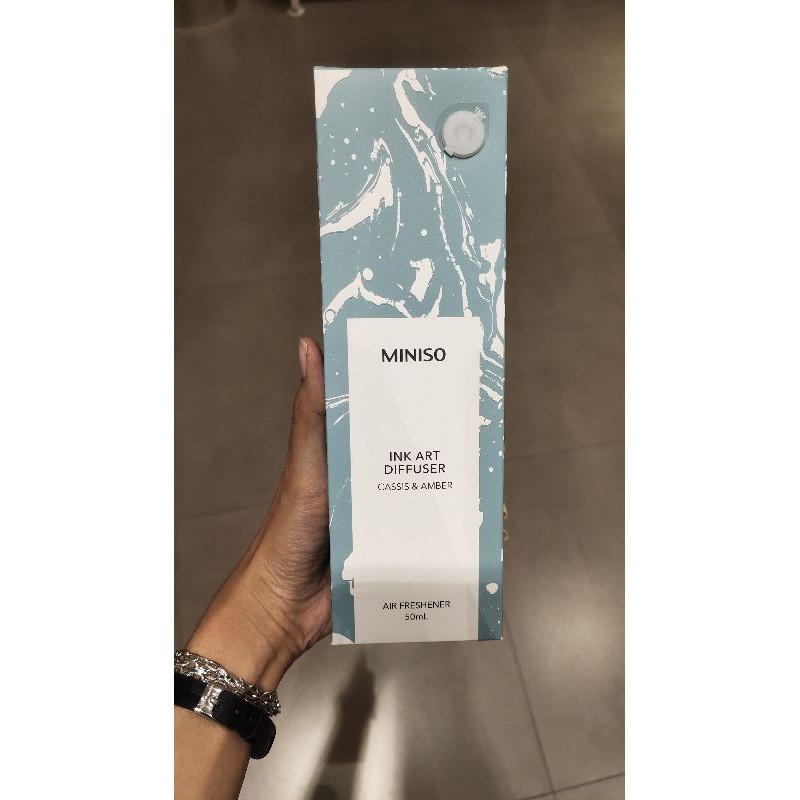 MINISO
INK ART
DIFFUSER
CASSIS & AMBER
AIR FRESHENER
50ml.